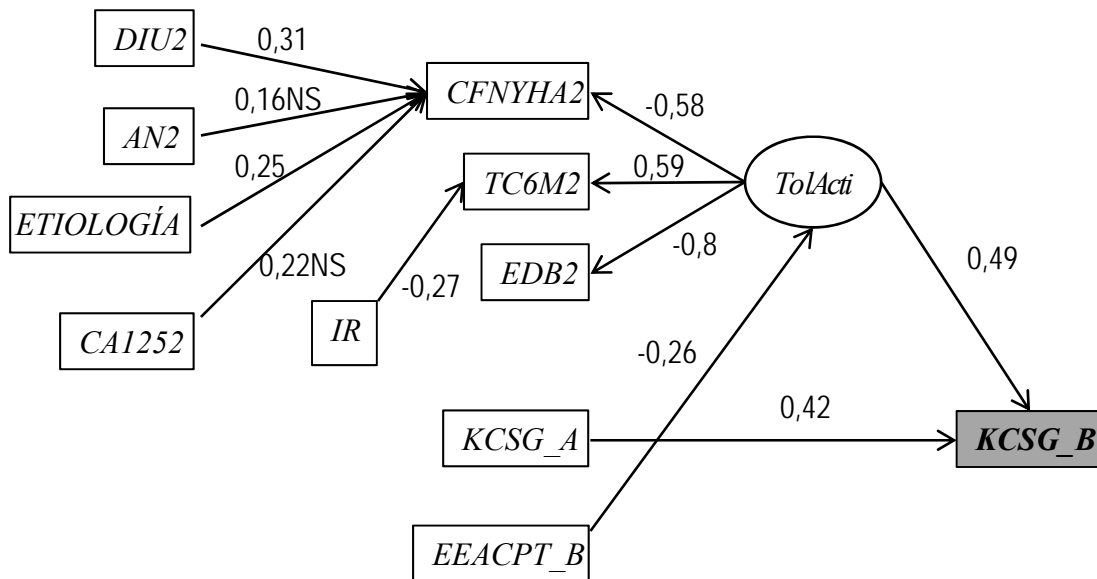 DIU2
0,31
CFNYHA2
0,16NS
-0,58
AN2
0,25
TC6M2
0,59
TolActi
ETIOLOGÍA
0,22NS
-0,27
EDB2
-0,8
0,49
CA1252
IR
-0,26
0,42
KCSG_A
KCSG_B
EEACPT_B